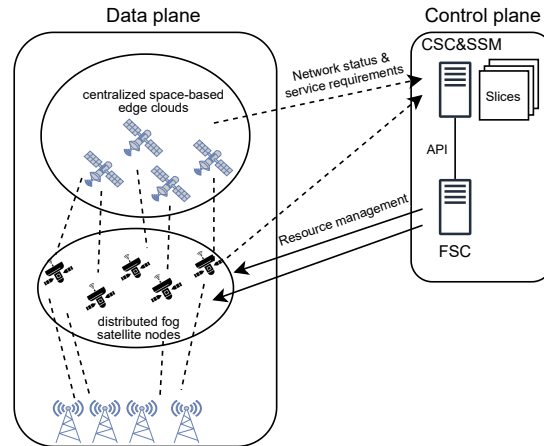 Data plane
Control plane
centralized space-based
edge clouds
Network status &
service requirements
CSC&SSM
Slices
API
Resource management
FSC
distributed fog
satellite nodes